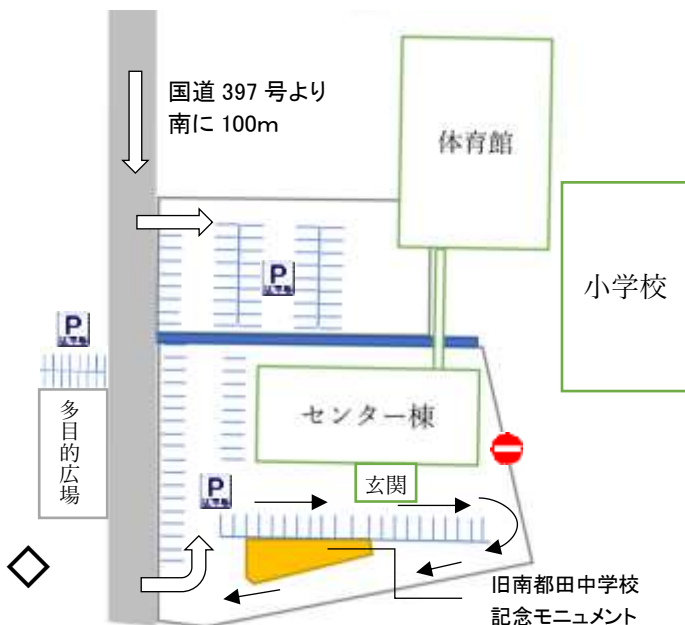 国道 397 号より
南に 100m
体育館
小学校
P
P
多目的広場
センター棟
玄関
P
旧南都田中学校
記念モニュメント